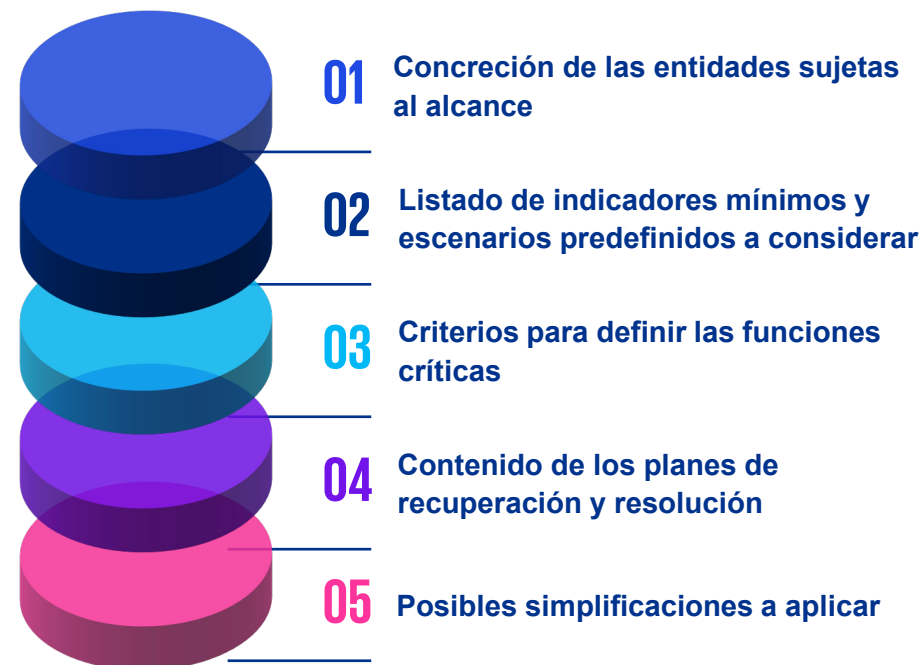 01
Concreción de las entidades sujetas
al alcance
02
Listado de indicadores mínimos y
escenarios predefinidos a considerar
03
Criterios para definir las funciones
críticas
04
Contenido de los planes de
recuperación y resolución
05
Posibles simplificaciones a aplicar